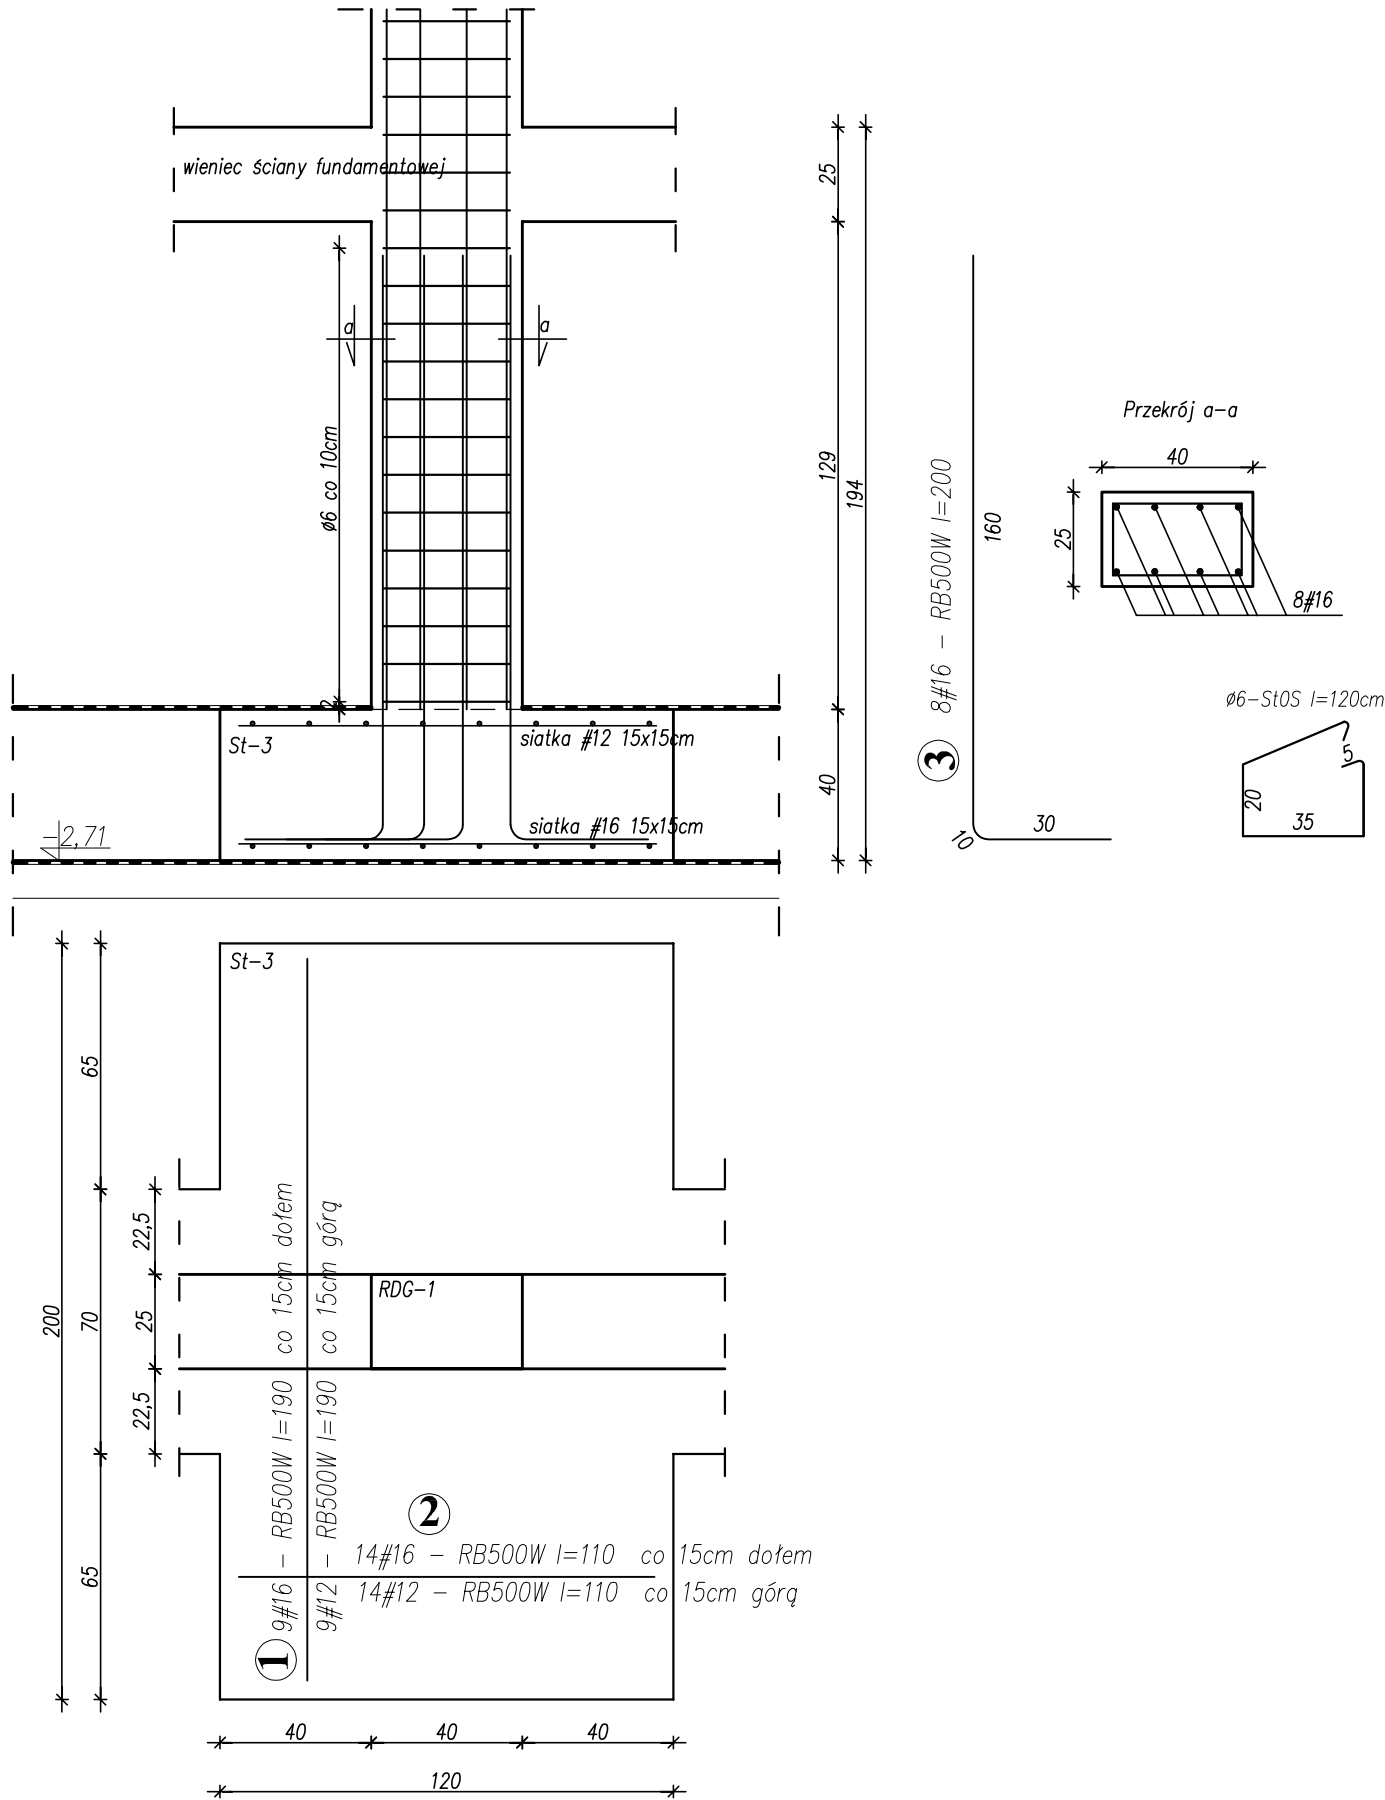 wieniec ściany fundamentowej
25
a
a
ø6 co 10cm
129
194
2
St-3
siatka #12 15x15cm
40
siatka #16 15x15cm
-2,71
8#16 - RB500W l=200
160
3
10
30
Przekrój a-a
40
25
8#16
ø6-St0S l=120cm
5
20
35
St-3
65
22,5
200
70
25
RDG-1
22,5
65
9#16 - RB500W l=190 co 15cm dołem
9#12 - RB500W l=190 co 15cm górą
1
2
14#16 - RB500W l=110 co 15cm dołem
14#12 - RB500W l=110 co 15cm górą
40
40
40
120